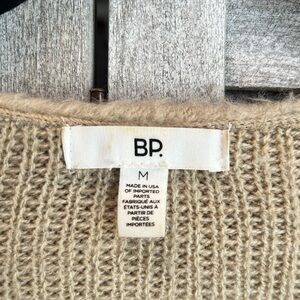 BP.
M
MADE IN USA
OF IMPORTED
PARTS
FABRIQUÉ AUX
ÉTATS-UNIS À
PARTIR DE
PIÈCES
IMPORTÉES